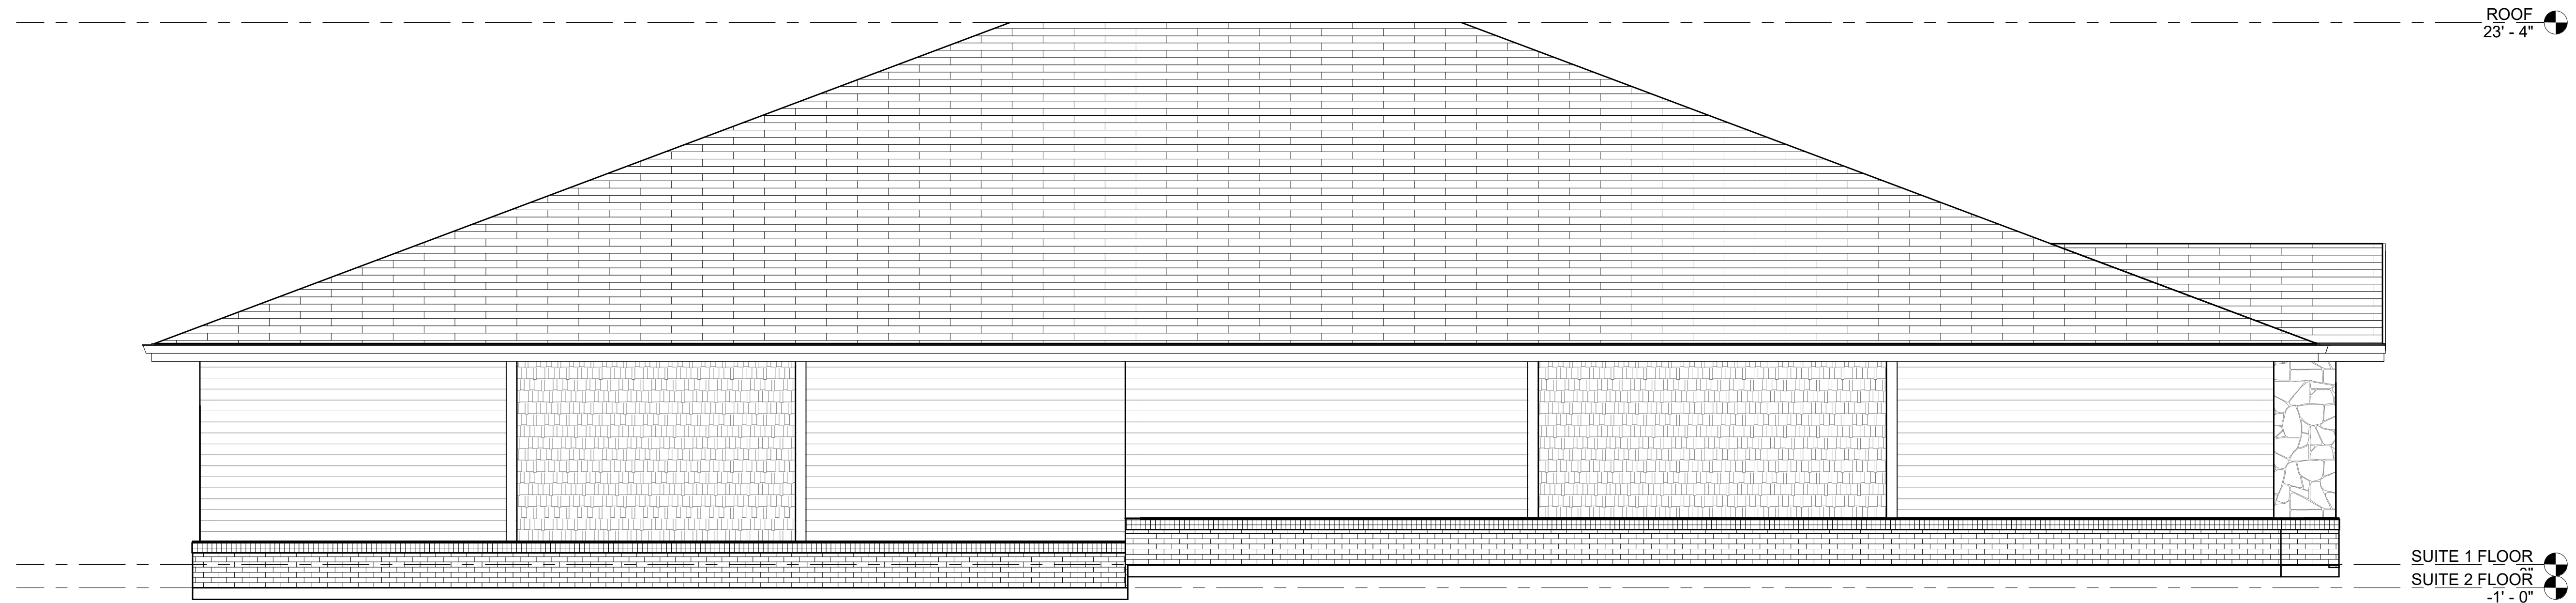 ROOF
23' - 4"
SUITE 1 FLOOR
SUITE 2 FLOOR
-1' - 0"